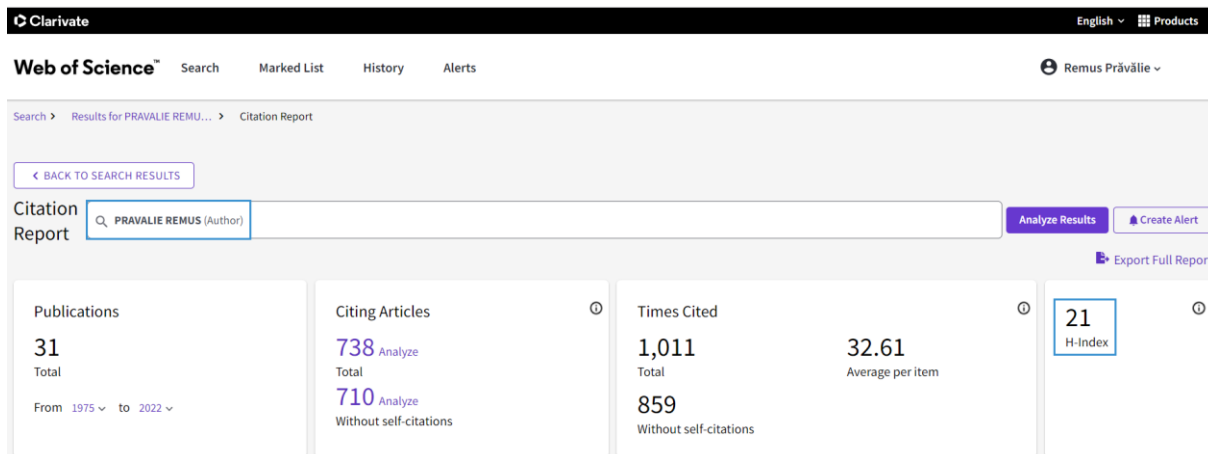 Clarivate
English
Products
Web of Science™ Search Marked List History Alerts
Remus Prăvălie
Search > Results for PRAVALIE REMU... > Citation Report
BACK TO SEARCH RESULTS
Citation
Report
PRAVALIE REMUS (Author)
Analyze Results
Create Alert
Export Full Repor
Publications
31
Total
From 1975 to 2022
Citing Articles
738 Analyze
Total
710 Analyze
Without self-citations
Times Cited
1,011
Total
859
Without self-citations
32.61
Average per item
21
H-Index